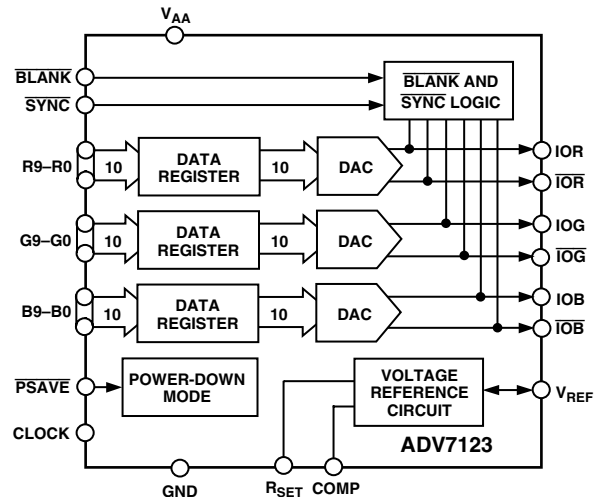 VAA
BLANK
SYNC
BLANK AND
SYNC LOGIC
R9–R0
10
DATA
REGISTER
10
DAC
IOR
IOR
G9–G0
10
DATA
REGISTER
10
DAC
IOG
IOG
B9–B0
10
DATA
REGISTER
10
DAC
IOB
IOB
PSAVE
POWER-DOWN
MODE
VOLTAGE
REFERENCE
CIRCUIT
VREF
CLOCK
ADV7123
GND
RSET
COMP